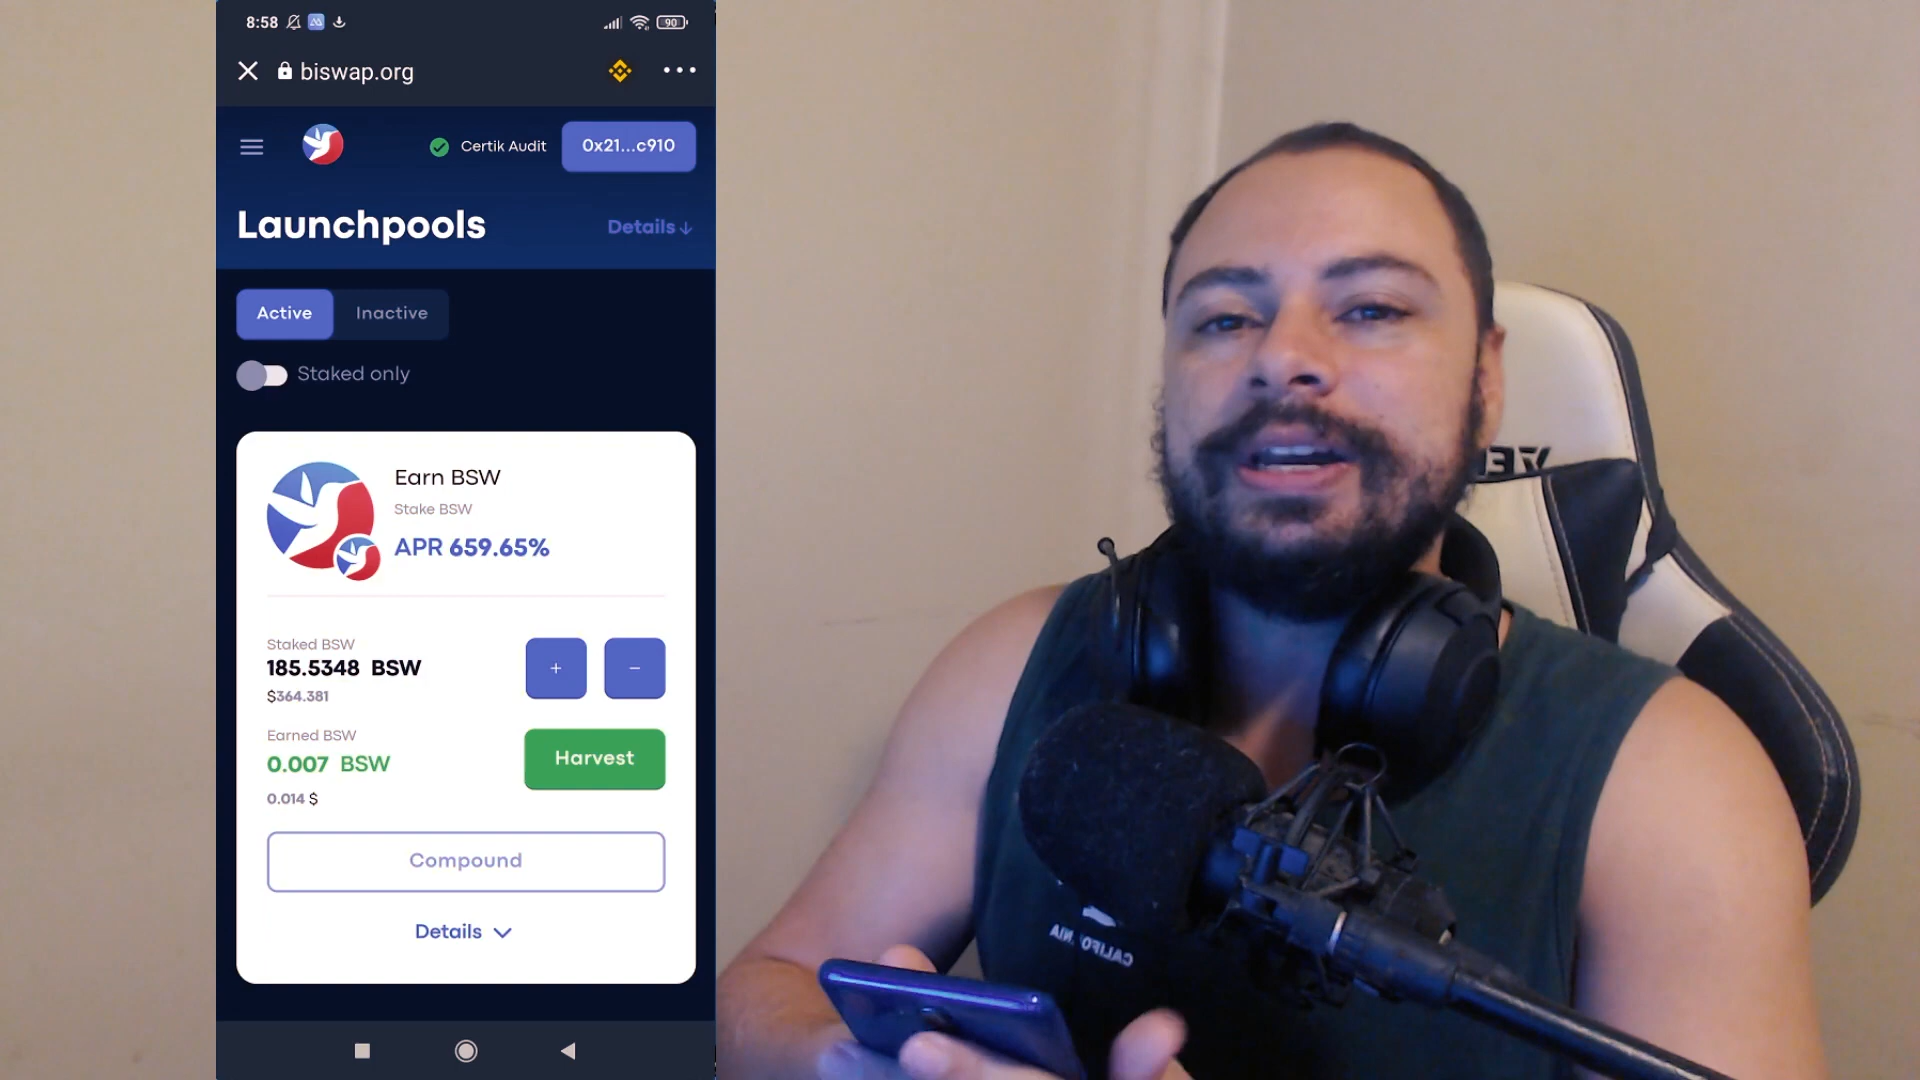 8:58
90
biswap.org
Certik Audit
0x21...c910
Launchpools
Details↓
Active
Inactive
Staked only
Earn BSW
Stake BSW
APR 659.65%
Staked BSW
185.5348 BSW
+
−
$364.381
Earned BSW
0.007 BSW
Harvest
0.014 $
Compound
Details
CALIFORNIA